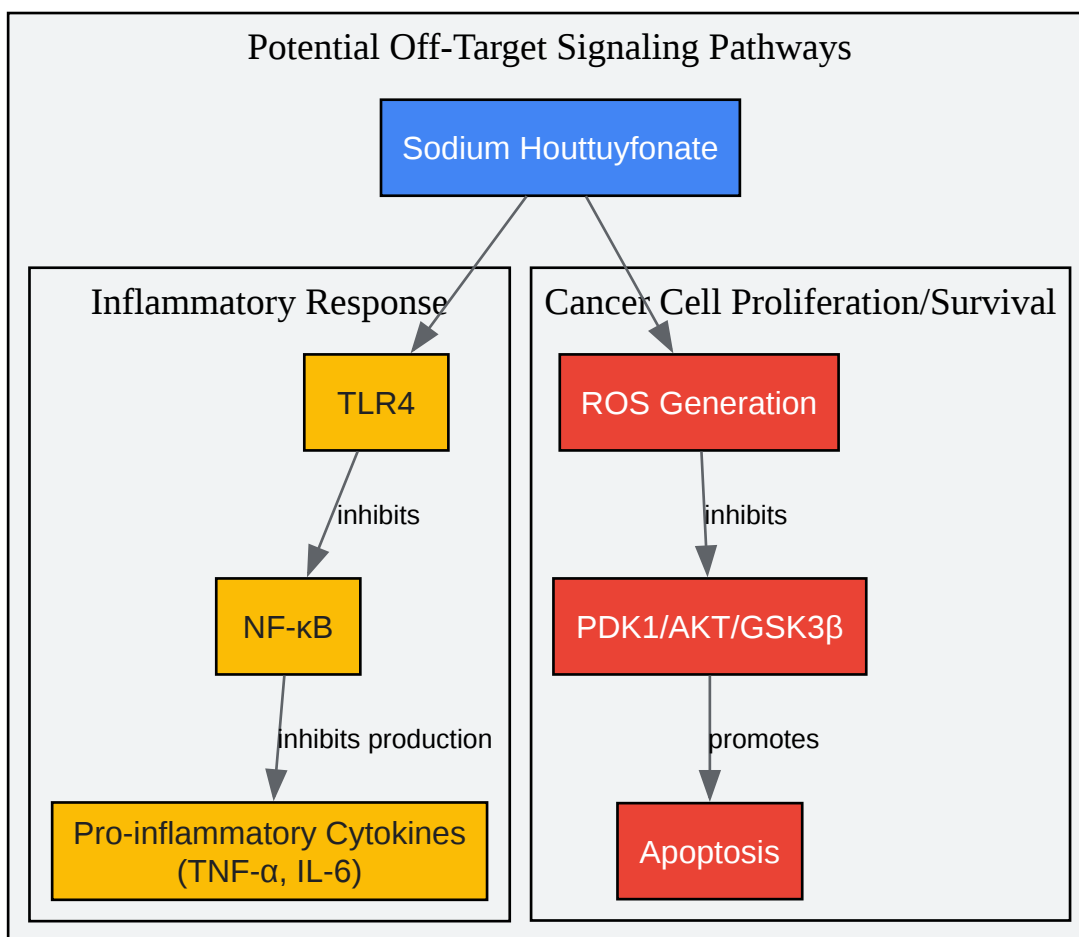 Potential Off-Target Signaling Pathways
Sodium Houttuyfonate
Inflammatory Response
TLR4
inhibits
NF-κB
inhibits production
Pro-inflammatory Cytokines
(TNF-α, IL-6)
Cancer Cell Proliferation/Survival
ROS Generation
inhibits
PDK1/AKT/GSK3β
promotes
Apoptosis